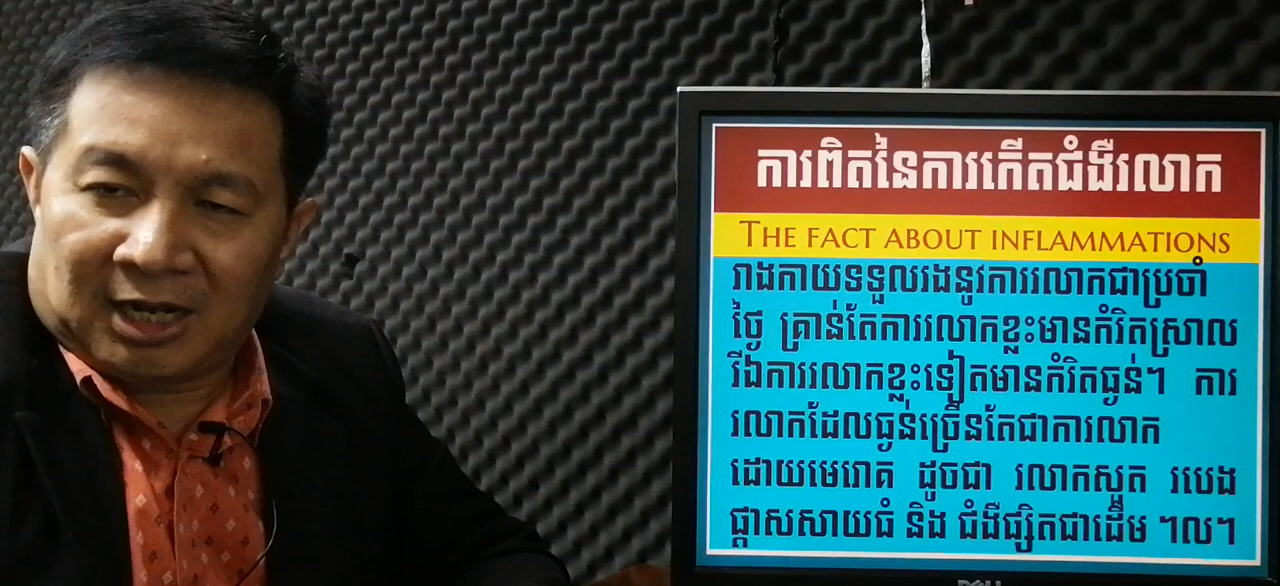 ការពិតនៃការកើតជំងឺរលាក
THE FACT ABOUT INFLAMMATIONS
រាងកាយទទួលរងនូវការរលាកជាប្រចាំ
ថ្ងៃ គ្រាន់តែការរលាកខ្លះមានកំរិតស្រាល
រីឯការរលាកខ្លះទៀតមានកំរិតធ្ងន់។ ការ
រលាកដែលធ្ងន់ច្រើនតែជាការលាក
ដោយមេរោគ ដូចជា រលាកសួត របេង
ផ្តាសសាយធំ និង ជំងឺផ្សិតជាដើម ។ល។